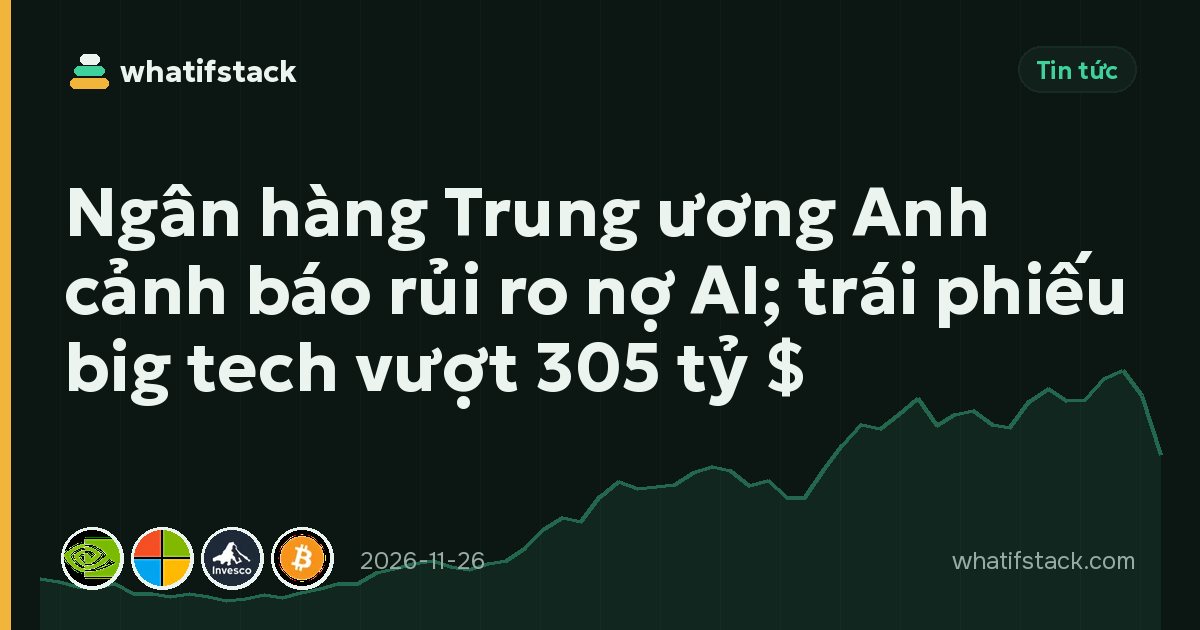 whatifstack
Tin tức
Ngân hàng Trung ương Anh
cảnh báo rủi ro nợ AI; trái phiếu
big tech vượt 305 tỷ $
Invesco
2026-11-26
whatifstack.com